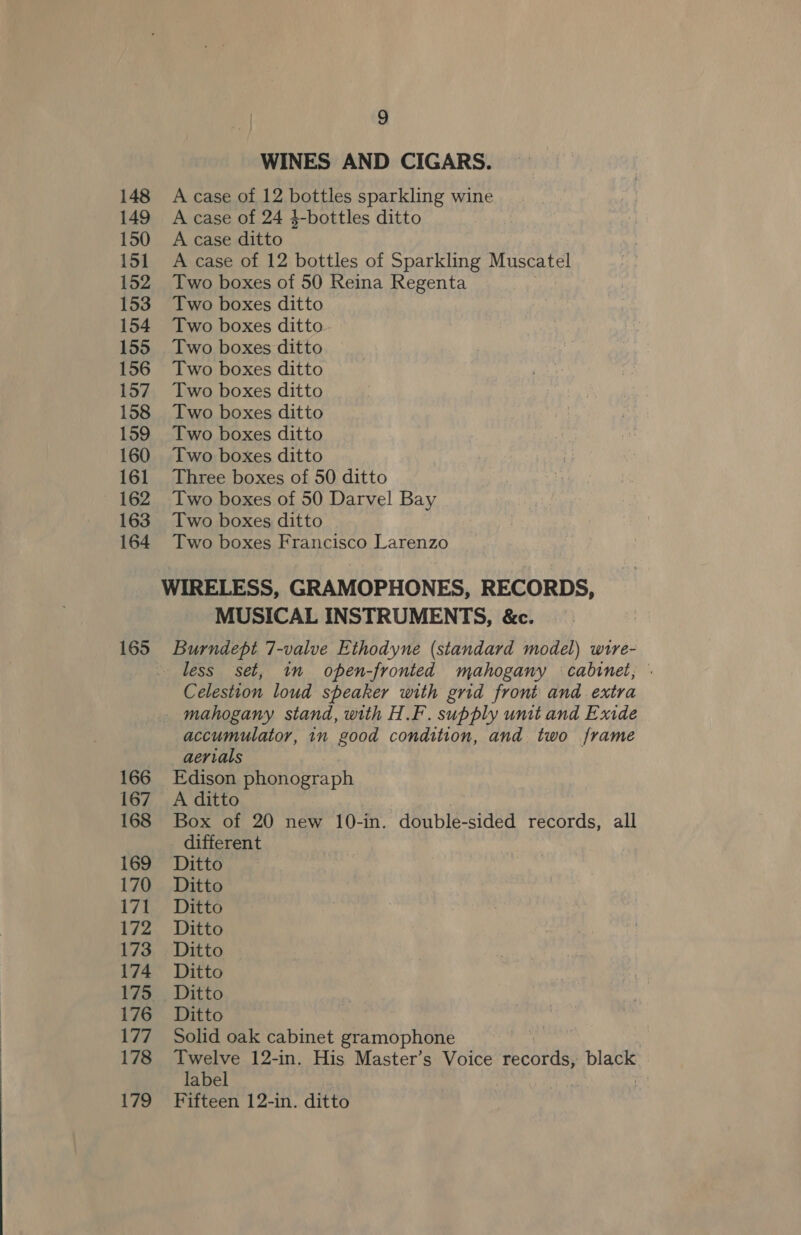 9
WINES AND CIGARS.
148 A case of 12 bottles sparkling wine
149 A case of 24 ½-bottles ditto
150 A case ditto
151 A case of 12 bottles of Sparkling Muscatel
152 Two boxes of 50 Reina Regenta
153 Two boxes ditto
154 Two boxes ditto
155 Two boxes ditto
156 Two boxes ditto
157 Two boxes ditto
158 Two boxes ditto
159 Two boxes ditto
160 Two boxes ditto
161 Three boxes of 50 ditto
162 Two boxes of 50 Darvel Bay
163 Two boxes ditto
164 Two boxes Francisco Larenzo
WIRELESS, GRAMOPHONES, RECORDS,
MUSICAL INSTRUMENTS, &c.
165 Burndept 7-valve Ethodyne (standard model) wire-
less set, in open-fronted mahogany cabinet,
Celestion loud speaker with grid front and extra
mahogany stand, with H.F. supply unit and Exide
accumulator, in good condition, and two frame
aerials
166 Edison phonograph
167 A ditto
168 Box of 20 new 10-in. double-sided records, all
different
169 Ditto
170 Ditto
171 Ditto
172 Ditto
173 Ditto
174 Ditto
175 Ditto
176 Ditto
177 Solid oak cabinet gramophone
178 Twelve 12-in. His Master's Voice records, black
label
179 Fifteen 12-in. ditto